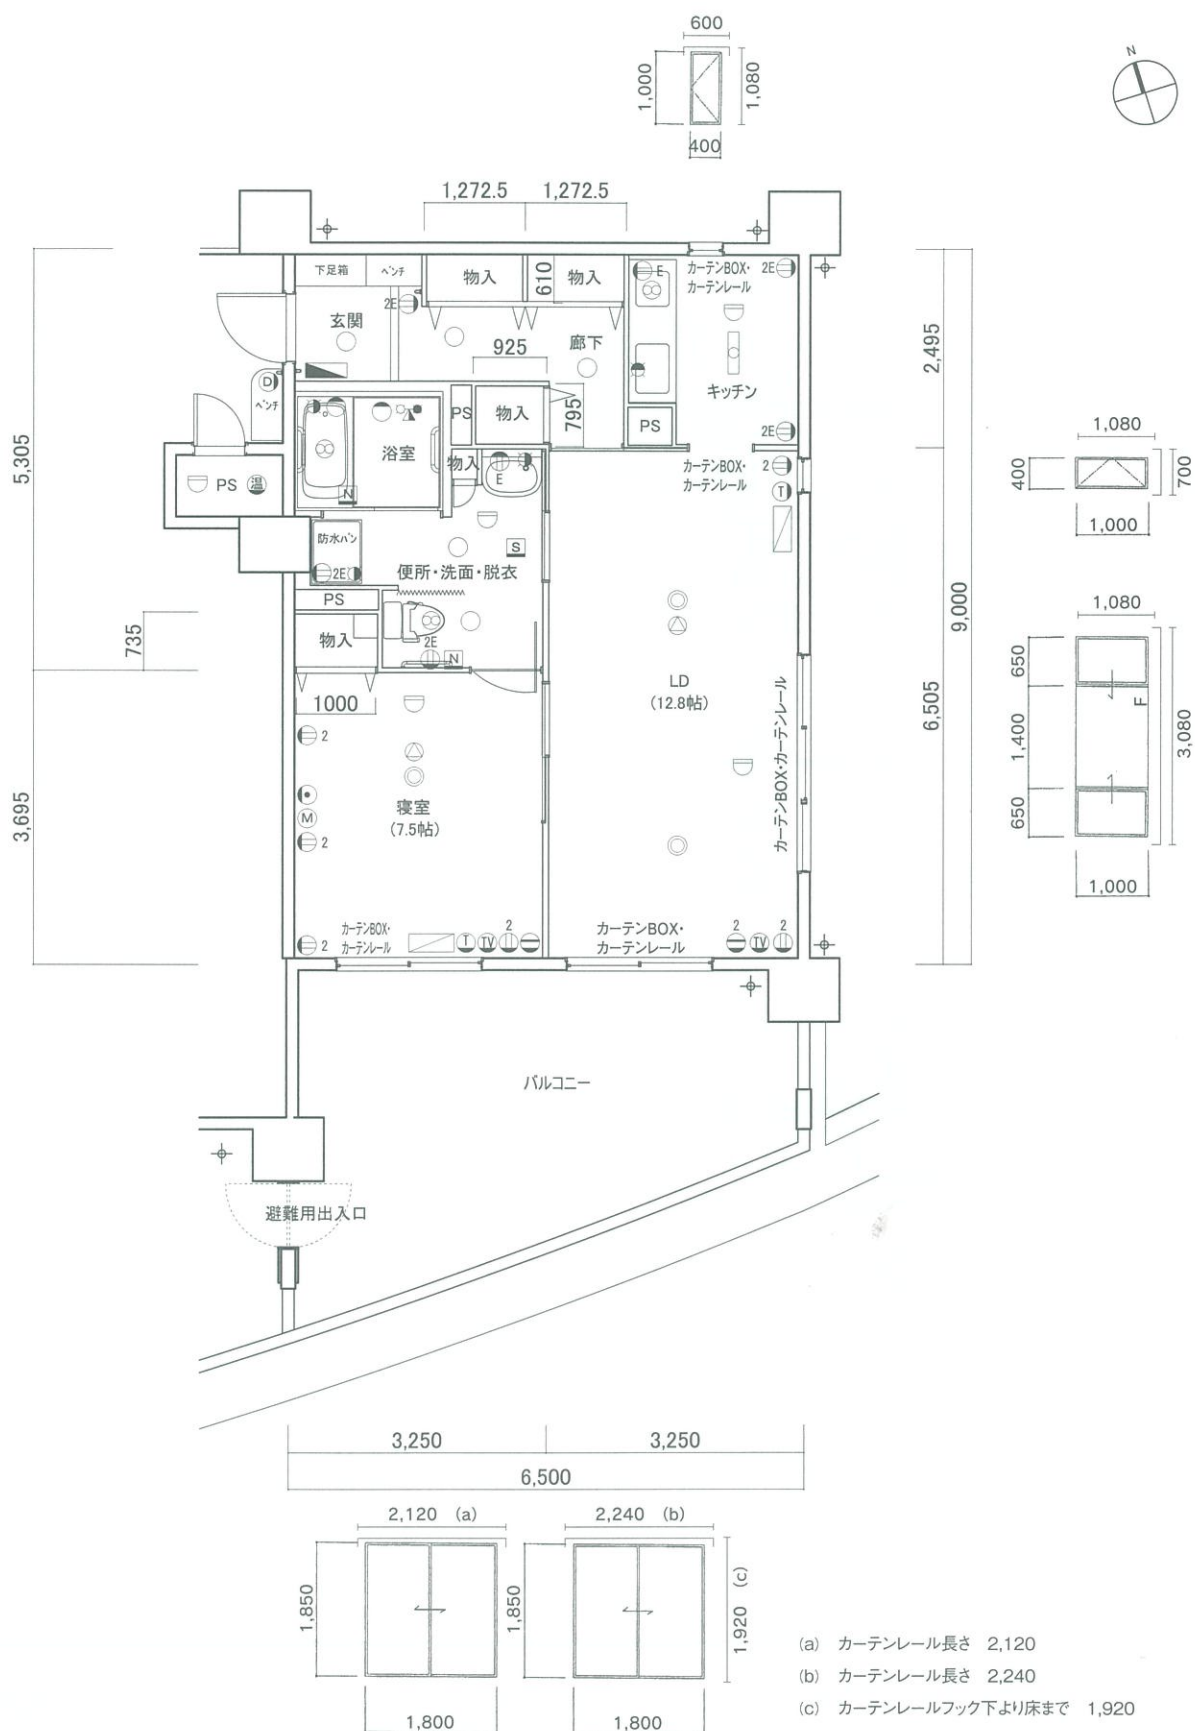 600
1,000
1,080
400
N
1,272.5
1,272.5
下足箱
ベンチ
物入
610
物入
E
カーテンBOX・
カーテンレール
2E
2E
玄関
廊下
925
キッチン
2,495
D
ベンチ
PS
物入
795
PS
2E
浴室
5,305
PS
温
物入
E
カーテンBOX・
カーテンレール
2
T
1,080
400
700
1,000
N
防水パン
2E
S
便所・洗面・脱衣
PS
735
物入
2E
N
1000
LD
(12.8帖)
カーテンBOX・カーテンレール
6,505
9,000
1,080
650
1,400
650
F
3,080
1,000
3,695
2
M
2
寝室
(7.5帖)
2
カーテンBOX・
カーテンレール
T
TV
2
カーテンBOX・
カーテンレール
2
TV
2
バルコニー
避難用出入口
3,250
3,250
6,500
2,120 (a)
2,240 (b)
1,850
1,850
1,920 (c)
1,800
1,800
(a) カーテンレール長さ 2,120
(b) カーテンレール長さ 2,240
(c) カーテンレールフック下より床まで 1,920